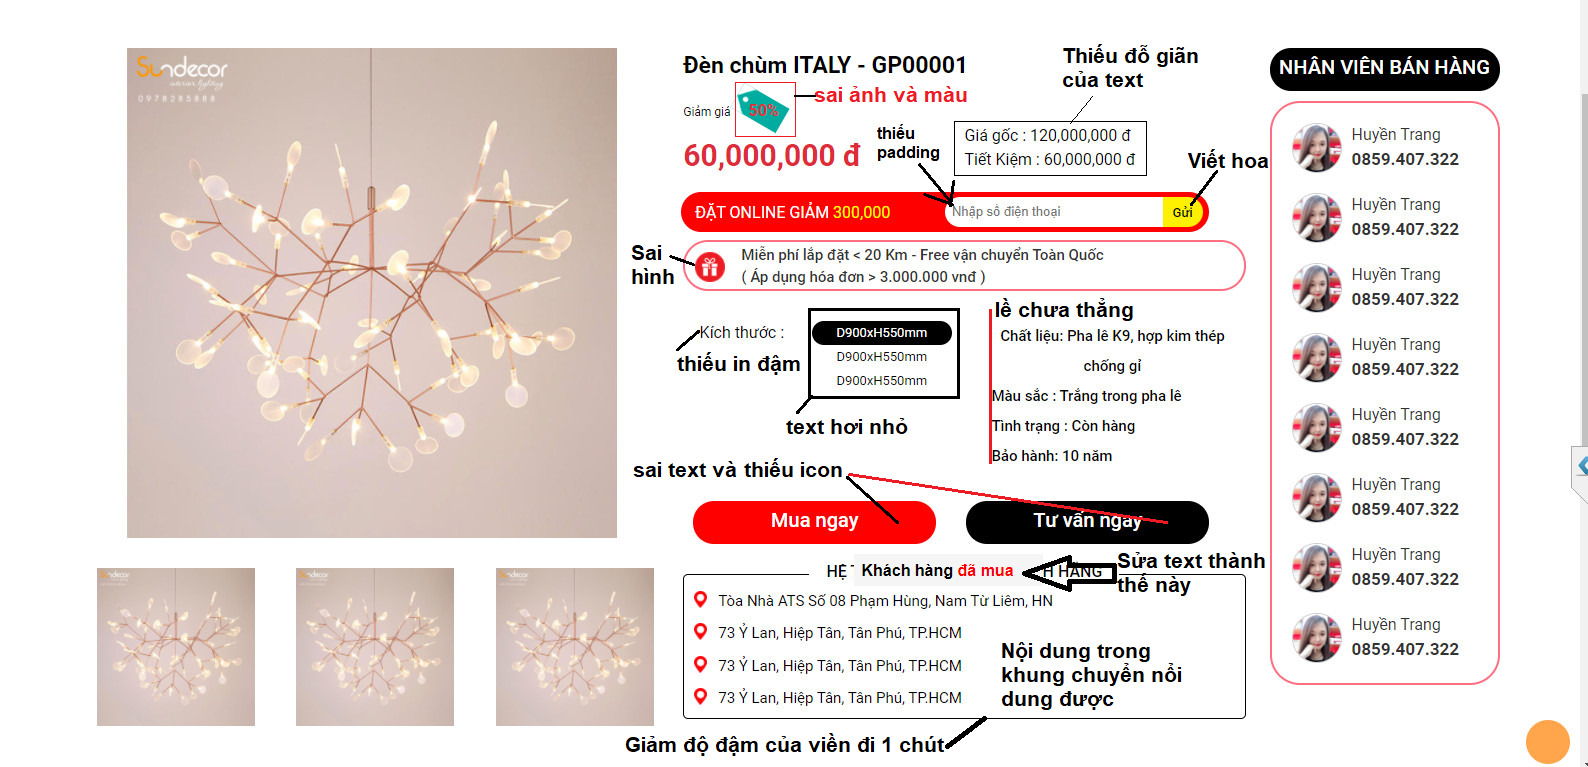 Sundecor
interior lighting
0978285888
Đèn chùm ITALY - GP00001
Thiếu độ giãn
của text
NHÂN VIÊN BÁN HÀNG
Giảm giá
50%
sai ảnh và màu
60,000,000 đ
thiếu
padding
Giá gốc : 120,000,000 đ
Tiết Kiệm : 60,000,000 đ
Viết hoa
ĐẶT ONLINE GIẢM 300,000
Nhập số điện thoại
Gửi
Sai
hình
Miễn phí lắp đặt < 20 Km - Free vận chuyển Toàn Quốc
( Áp dụng hóa đơn > 3.000.000 vnđ )
Kích thước :
thiếu in đậm
D900xH550mm
D900xH550mm
D900xH550mm
text hơi nhỏ
lề chưa thẳng
Chất liệu: Pha lê K9, hợp kim thép
chống gỉ
Màu sắc : Trắng trong pha lê
Tình trạng : Còn hàng
Bảo hành: 10 năm
sai text và thiếu icon
Mua ngay
Tư vấn ngay
HỆ T
Khách hàng đã mua
H HÀNG
Sửa text thành
thế này
Tòa Nhà ATS Số 08 Phạm Hùng, Nam Từ Liêm, HN
73 Ỷ Lan, Hiệp Tân, Tân Phú, TP.HCM
73 Ỷ Lan, Hiệp Tân, Tân Phú, TP.HCM
73 Ỷ Lan, Hiệp Tân, Tân Phú, TP.HCM
Nội dung trong
khung chuyển nổi
dung được
Giảm độ đậm của viền đi 1 chút
Huyền Trang
0859.407.322
Huyền Trang
0859.407.322
Huyền Trang
0859.407.322
Huyền Trang
0859.407.322
Huyền Trang
0859.407.322
Huyền Trang
0859.407.322
Huyền Trang
0859.407.322
Huyền Trang
0859.407.322